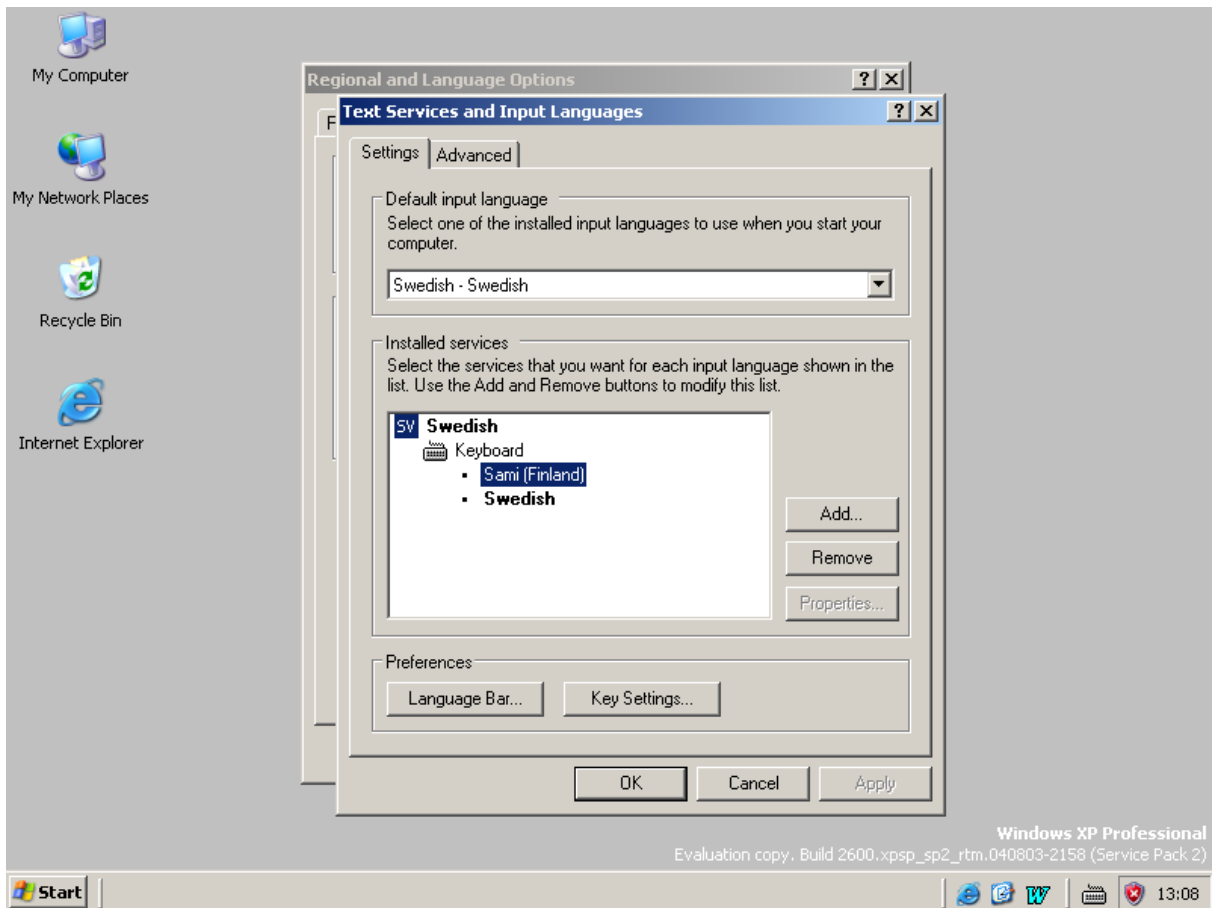 My Computer
My Network Places
Recycle Bin
Internet Explorer
Regional and Language Options
Text Services and Input Languages
Settings
Advanced
Default input language
Select one of the installed input languages to use when you start your
computer.
Swedish - Swedish
Installed services
Select the services that you want for each input language shown in the
list. Use the Add and Remove buttons to modify this list.
SV Swedish
Keyboard
Sami (Finland)
Swedish
Add...
Remove
Properties...
Preferences
Language Bar...
Key Settings...
OK
Cancel
Apply
Windows XP Professional
Evaluation copy. Build 2600.xpsp_sp2_rtm.040803-2158 (Service Pack 2)
Start
13:08